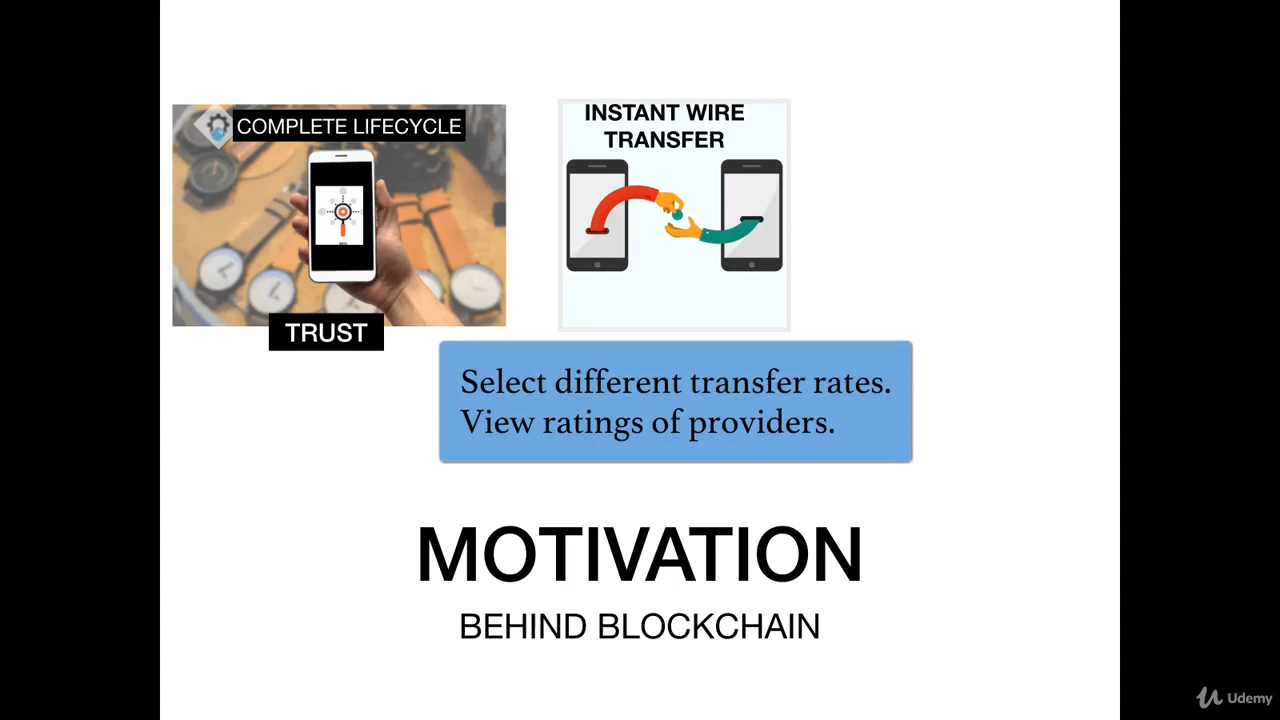 COMPLETE LIFECYCLE
TRUST
INSTANT WIRE
TRANSFER
Select different transfer rates.
View ratings of providers.
MOTIVATION
BEHIND BLOCKCHAIN
Udemy